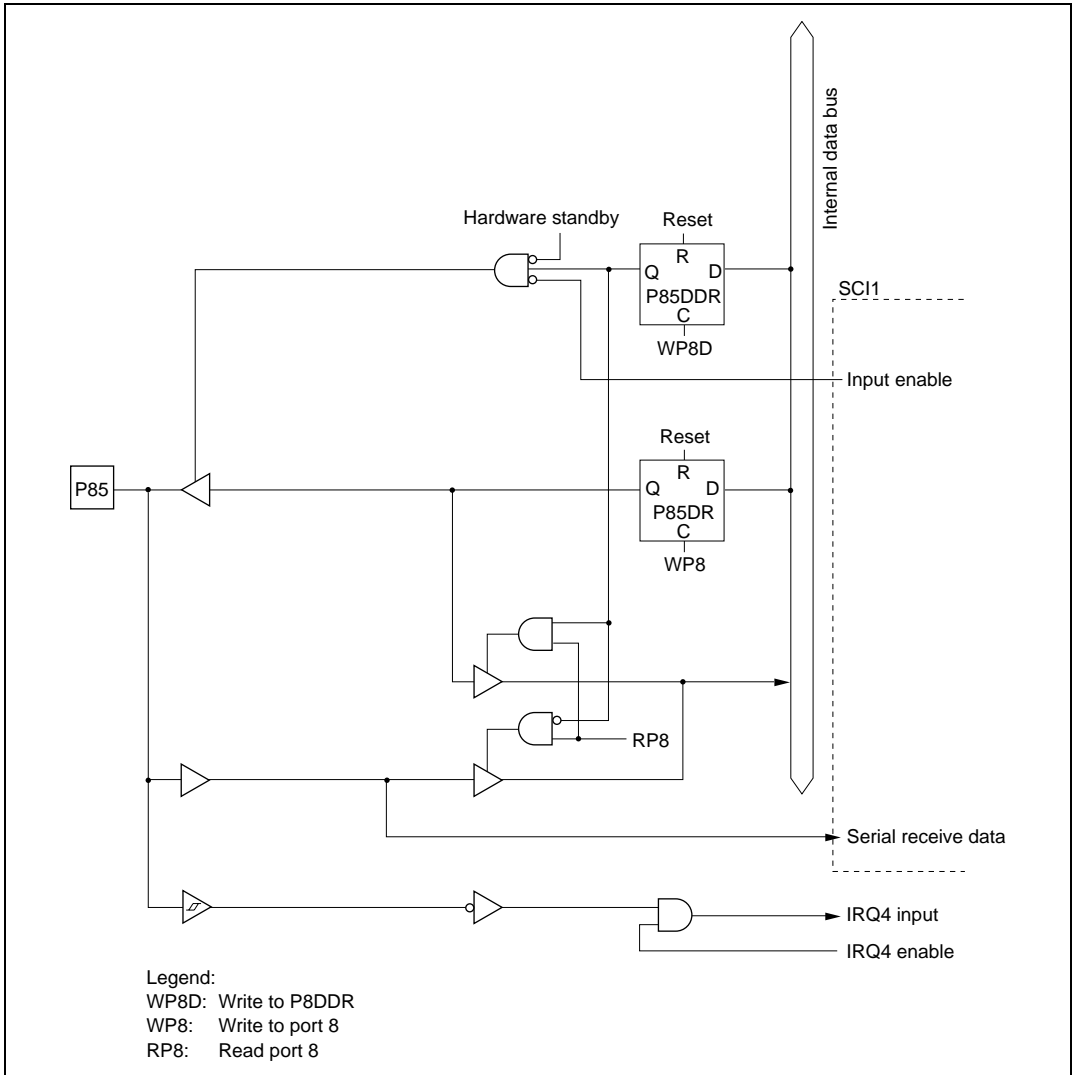 Internal data bus
Hardware standby
Reset
R
Q D
P85DDR
C
WP8D
SCI1
Input enable
Reset
R
Q D
P85DR
C
WP8
P85
RP8
Serial receive data
IRQ4 input
IRQ4 enable
Legend:
WP8D: Write to P8DDR
WP8: Write to port 8
RP8: Read port 8